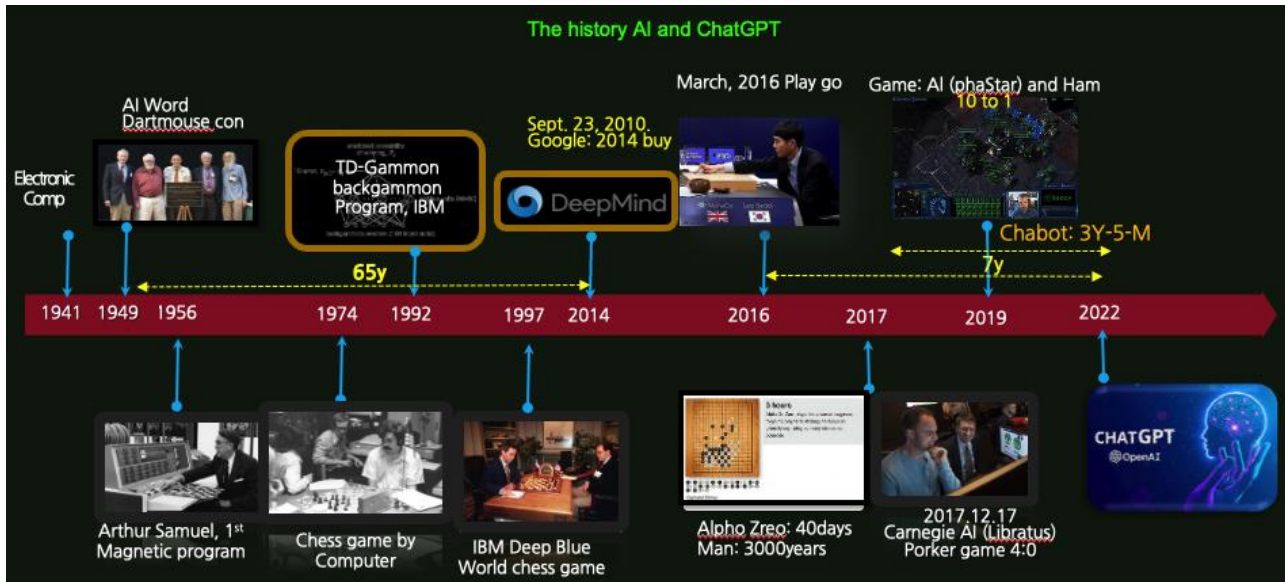 The history AI and ChatGPT
AI Word
Dartmouse con
Electronic
Comp
TD-Gammon
backgammon
Program, IBM
Sept. 23, 2010.
Google: 2014 buy
DeepMind
March, 2016 Play go
Game: AI (phaStar) and Ham
10 to 1
Chabot: 3Y-5-M
65y
7y
1941
1949
1956
1974
1992
1997
2014
2016
2017
2019
2022
Arthur Samuel, 1st
Magnetic program
Chess game by
Computer
IBM Deep Blue
World chess game
3 hours
Alpho Zreo: 40days
Man: 3000years
2017.12.17
Carnegie AI (Libratus)
Porker game 4:0
CHATGPT
OpenAI